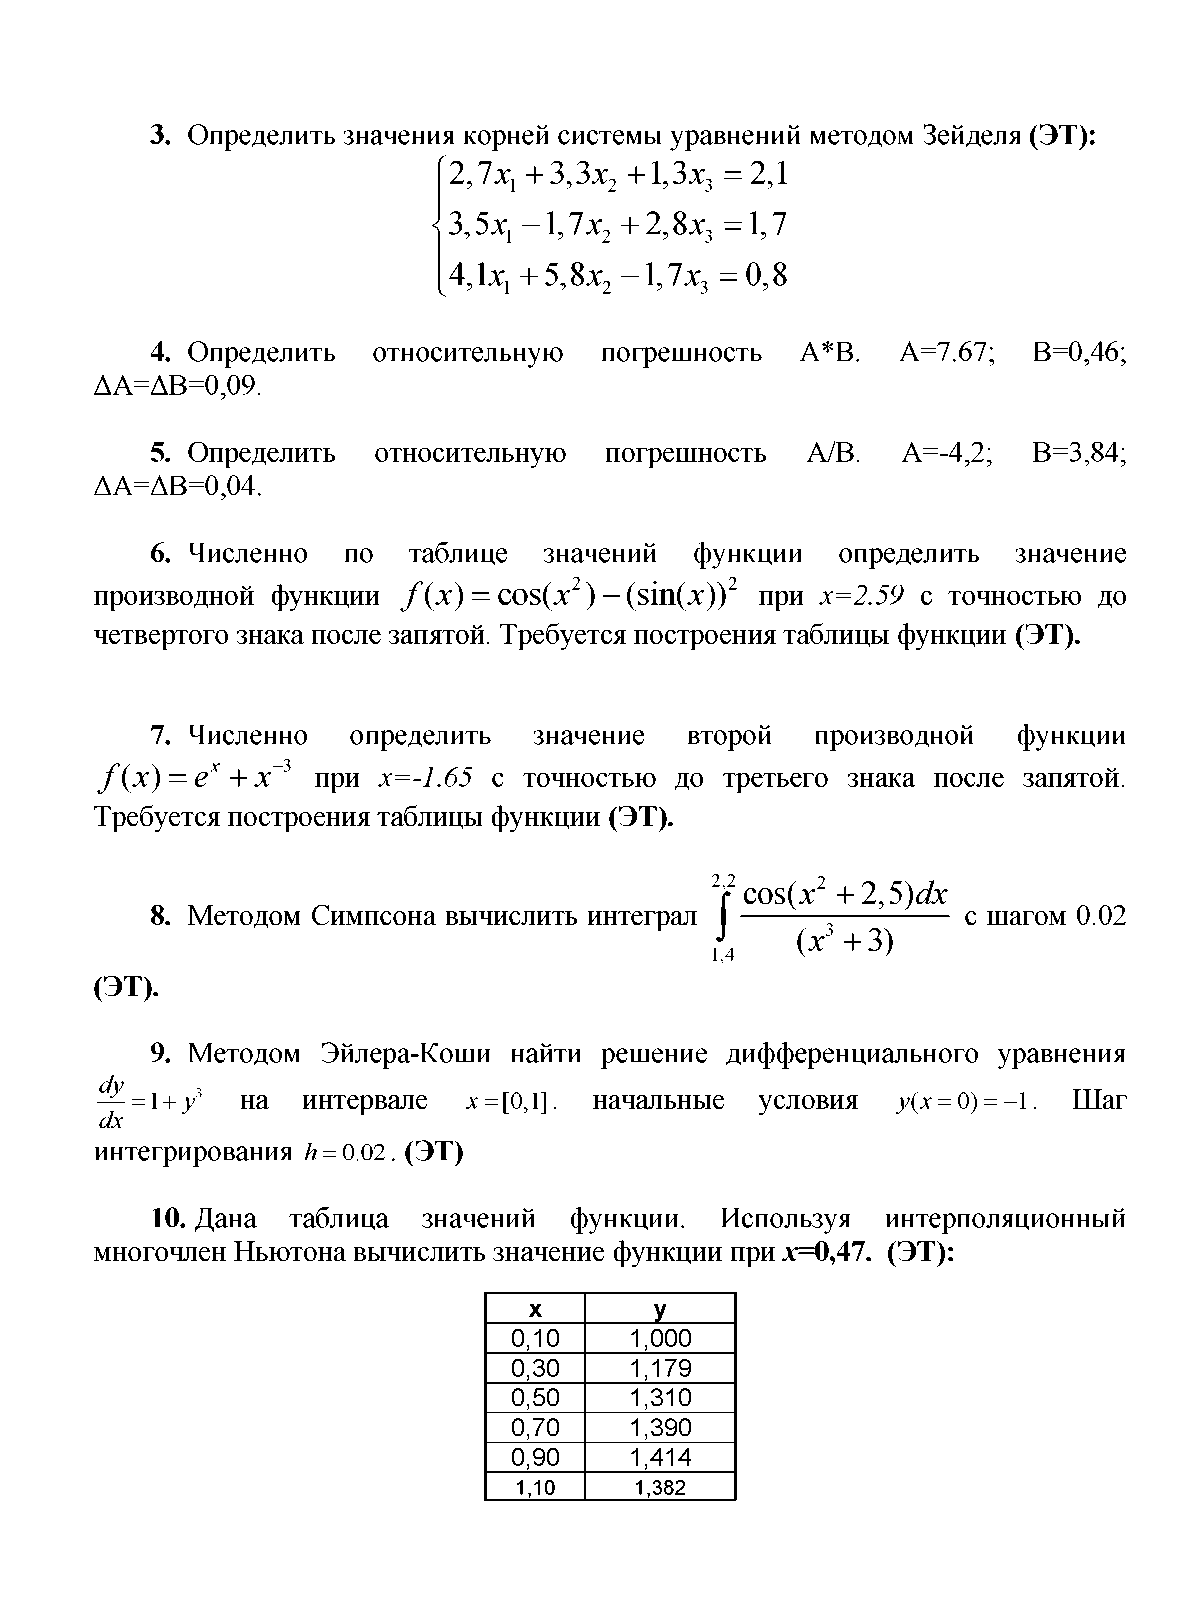 3. Определить значения корней системы уравнений методом Зейделя (ЭТ):
2,7x₁ + 3,3x₂ + 1,3x₃ = 2,1
3,5x₁ − 1,7x₂ + 2,8x₃ = 1,7
4,1x₁ + 5,8x₂ − 1,7x₃ = 0,8
4. Определить относительную погрешность A*B. A=7.67; B=0,46;
ΔA=ΔB=0,09.
5. Определить относительную погрешность A/B. A=-4,2; B=3,84;
ΔA=ΔB=0,04.
6. Численно по таблице значений функции определить значение
производной функции f(x) = cos(x²) − (sin(x))² при x=2.59 с точностью до
четвертого знака после запятой. Требуется построения таблицы функции (ЭТ).
7. Численно определить значение второй производной функции
f(x) = eˣ + x⁻³ при x=-1.65 с точностью до третьего знака после запятой.
Требуется построения таблицы функции (ЭТ).
8. Методом Симпсона вычислить интеграл ∫ 2,2 1,4 cos(x² + 2,5)dx / (x³ + 3) с шагом 0.02
(ЭТ).
9. Методом Эйлера-Коши найти решение дифференциального уравнения
dy/dx = 1 + y³ на интервале x = [0,1]. начальные условия y(x = 0) = −1. Шаг
интегрирования h = 0.02. (ЭТ)
10. Дана таблица значений функции. Используя интерполяционный
многочлен Ньютона вычислить значение функции при x=0,47. (ЭТ):
x y
0,10 1,000
0,30 1,179
0,50 1,310
0,70 1,390
0,90 1,414
1,10 1,382